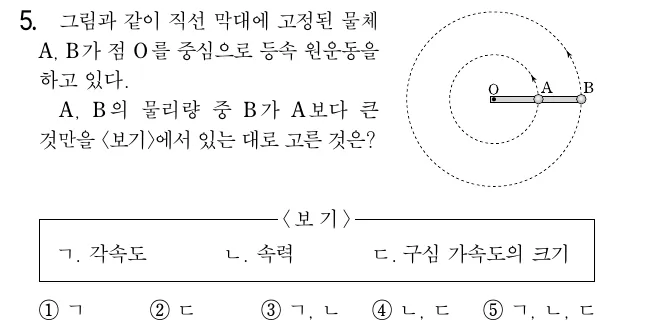 5. 그림과 같이 직선 막대에 고정된 물체
A, B가 점 O를 중심으로 등속 원운동을
하고 있다.
A, B의 물리량 중 B가 A보다 큰
것만을 <보기>에서 있는 대로 고른 것은?
O A B
<보 기>
ㄱ. 각속도 ㄴ. 속력 ㄷ. 구심 가속도의 크기
① ㄱ ② ㄷ ③ ㄱ, ㄴ ④ ㄴ, ㄷ ⑤ ㄱ, ㄴ, ㄷ